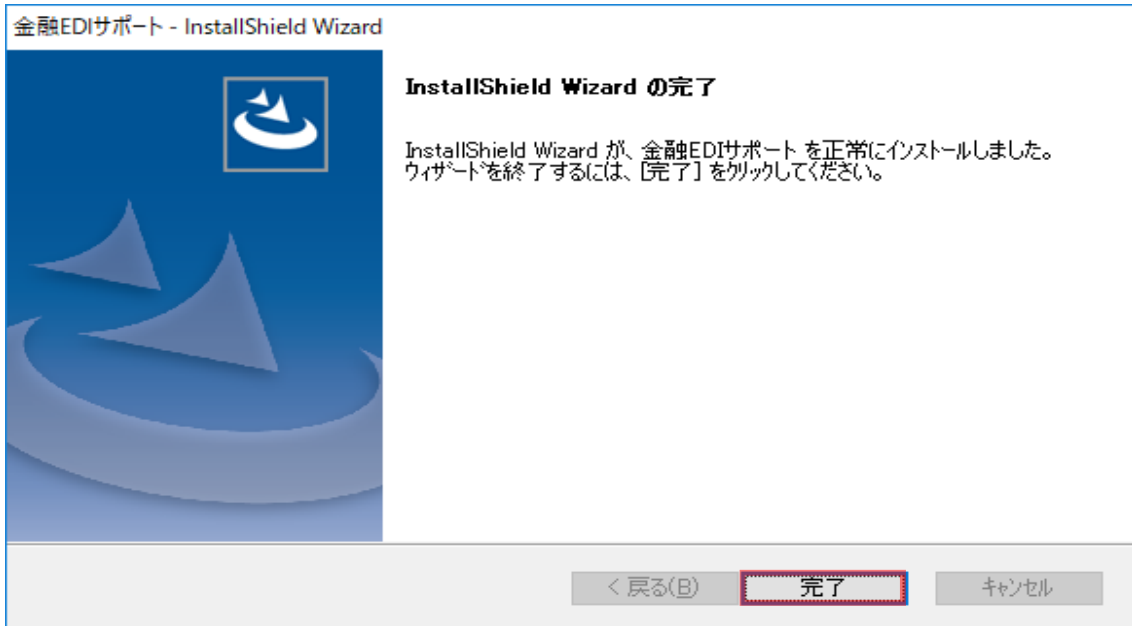 金融EDIサポート - InstallShield Wizard
InstallShield Wizard の完了
InstallShield Wizard が、金融EDIサポート を正常にインストールしました。
ウィザードを終了するには、[完了] をクリックしてください。
< 戻る(B)
完了
キャンセル